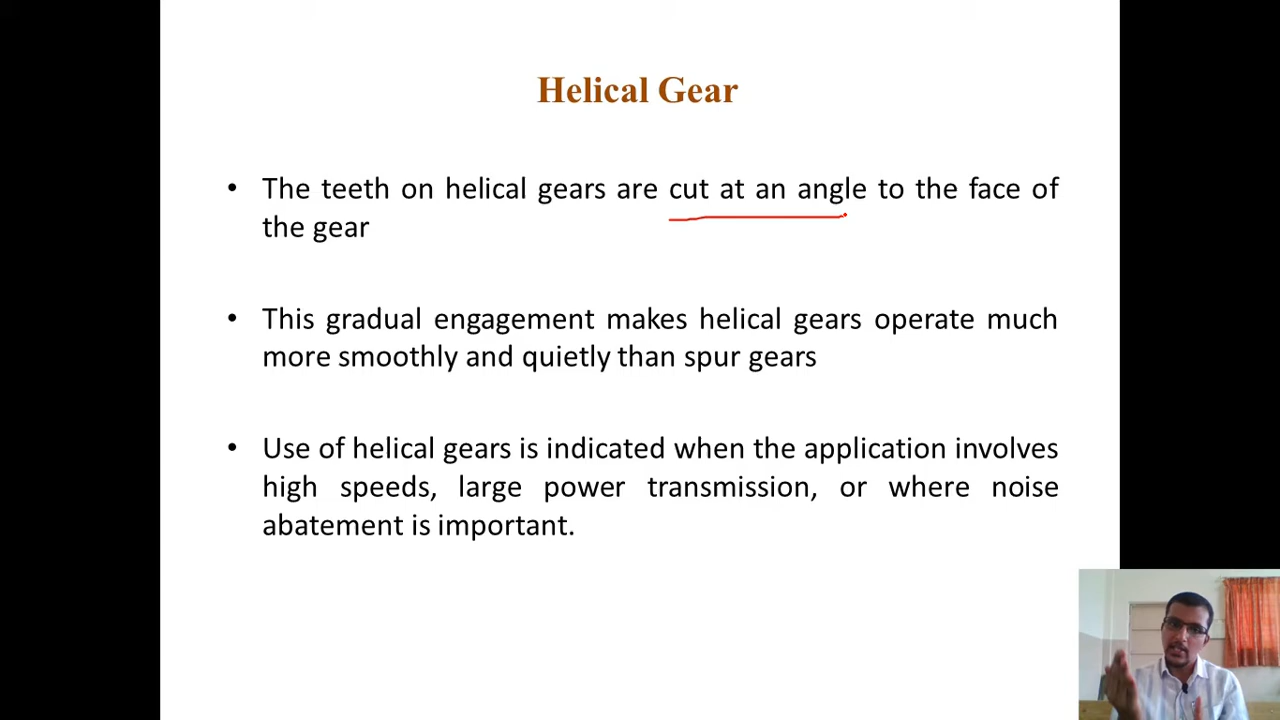 Helical Gear
• The teeth on helical gears are cut at an angle to the face of
the gear
• This gradual engagement makes helical gears operate much
more smoothly and quietly than spur gears
• Use of helical gears is indicated when the application involves
high speeds, large power transmission, or where noise
abatement is important.